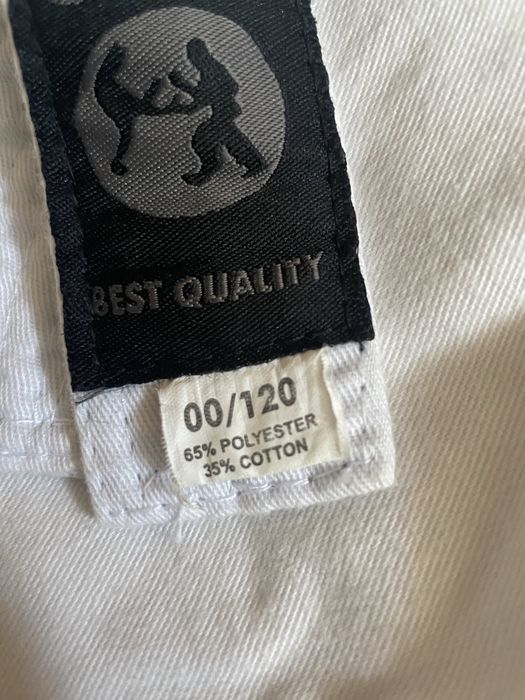 BEST QUALITY
00/120
65% POLYESTER
35% COTTON